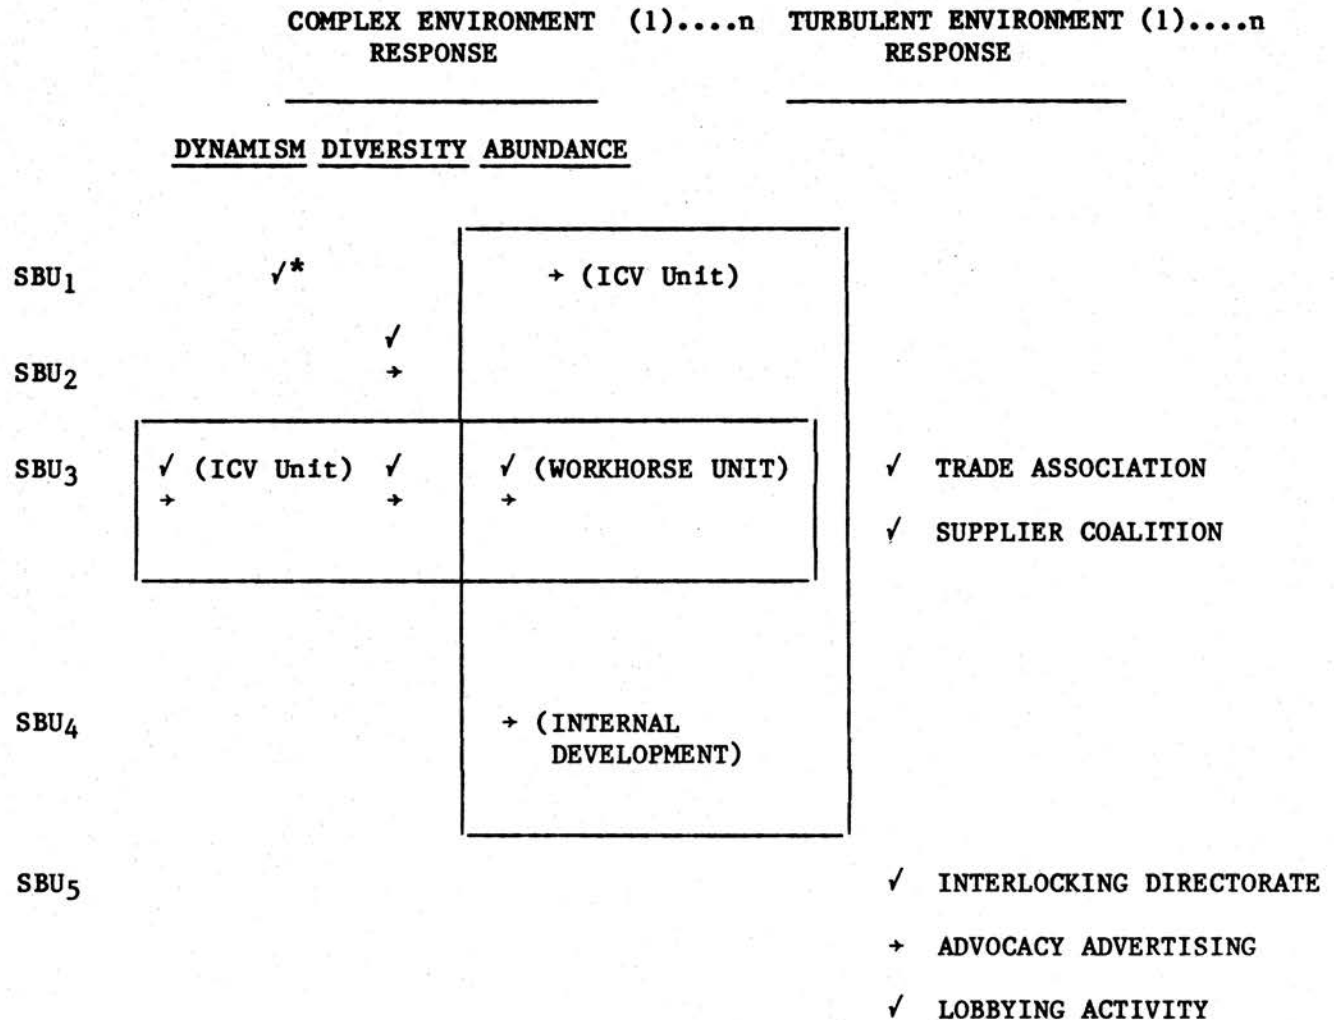 COMPLEX ENVIRONMENT (1)....n TURBULENT ENVIRONMENT (1)....n
RESPONSE RESPONSE
DYNAMISM DIVERSITY ABUNDANCE
SBU1 √* → (ICV Unit)
√
SBU2 →
SBU3 √ (ICV Unit) √ √ (WORKHORSE UNIT) √ TRADE ASSOCIATION
→ → →
√ SUPPLIER COALITION
SBU4 → (INTERNAL
DEVELOPMENT)
SBU5 √ INTERLOCKING DIRECTORATE
→ ADVOCACY ADVERTISING
√ LOBBYING ACTIVITY